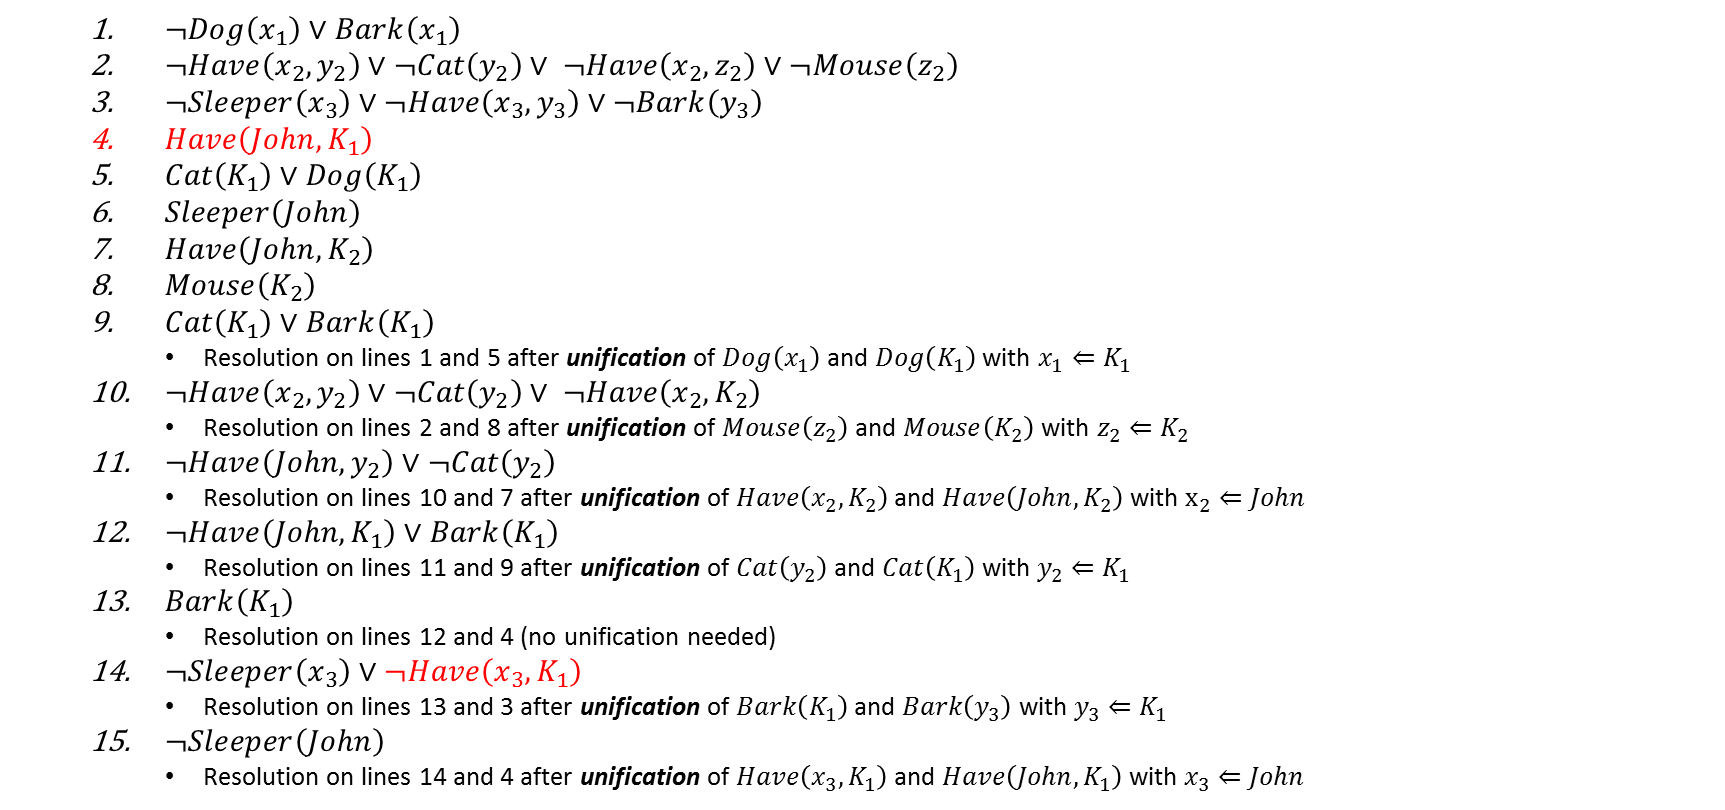 1. ¬Dog(x₁) ∨ Bark(x₁)
2. ¬Have(x₂, y₂) ∨ ¬Cat(y₂) ∨ ¬Have(x₂, z₂) ∨ ¬Mouse(z₂)
3. ¬Sleeper(x₃) ∨ ¬Have(x₃, y₃) ∨ ¬Bark(y₃)
4. Have(John, K₁)
5. Cat(K₁) ∨ Dog(K₁)
6. Sleeper(John)
7. Have(John, K₂)
8. Mouse(K₂)
9. Cat(K₁) ∨ Bark(K₁)
• Resolution on lines 1 and 5 after unification of Dog(x₁) and Dog(K₁) with x₁ ⇐ K₁
10. ¬Have(x₂, y₂) ∨ ¬Cat(y₂) ∨ ¬Have(x₂, K₂)
• Resolution on lines 2 and 8 after unification of Mouse(z₂) and Mouse(K₂) with z₂ ⇐ K₂
11. ¬Have(John, y₂) ∨ ¬Cat(y₂)
• Resolution on lines 10 and 7 after unification of Have(x₂, K₂) and Have(John, K₂) with x₂ ⇐ John
12. ¬Have(John, K₁) ∨ Bark(K₁)
• Resolution on lines 11 and 9 after unification of Cat(y₂) and Cat(K₁) with y₂ ⇐ K₁
13. Bark(K₁)
• Resolution on lines 12 and 4 (no unification needed)
14. ¬Sleeper(x₃) ∨ ¬Have(x₃, K₁)
• Resolution on lines 13 and 3 after unification of Bark(K₁) and Bark(y₃) with y₃ ⇐ K₁
15. ¬Sleeper(John)
• Resolution on lines 14 and 4 after unification of Have(x₃, K₁) and Have(John, K₁) with x₃ ⇐ John